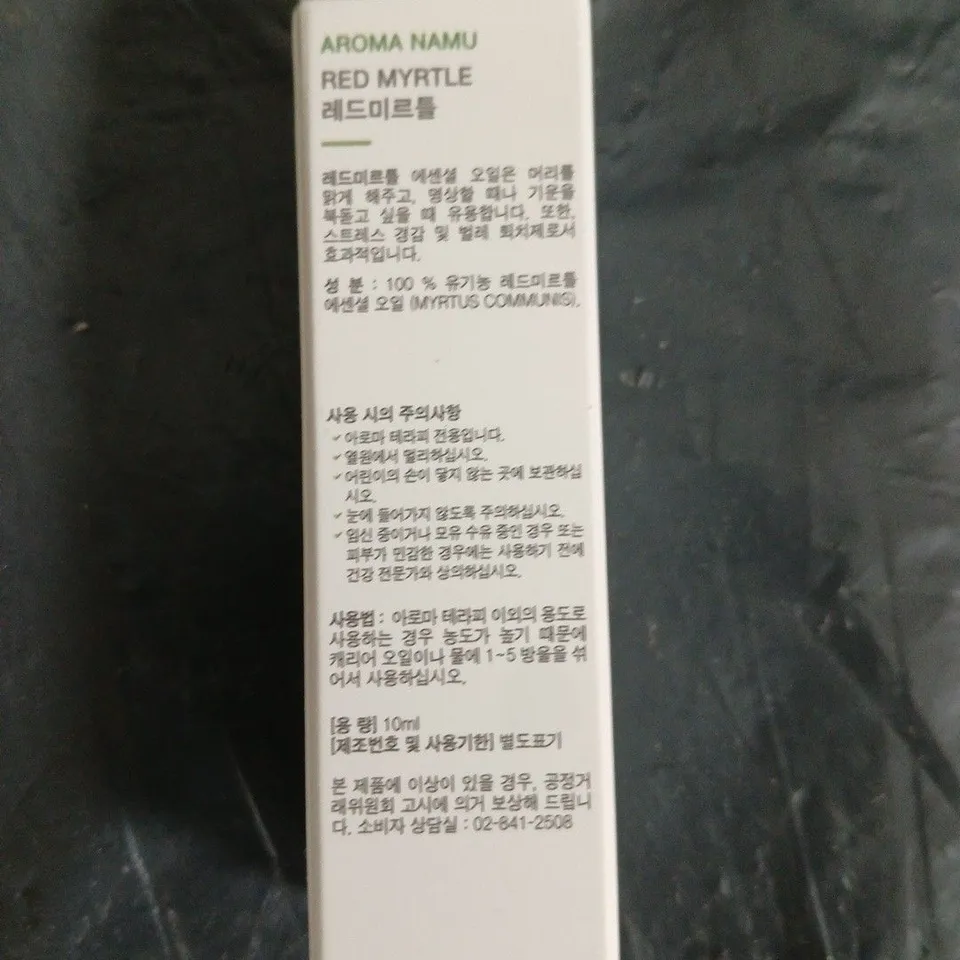 AROMA NAMU
RED MYRTLE
레드미르틀
레드미르틀 에센셜 오일은 머리를
맑게 해주고, 명상할 때나 기운을
북돋고 싶을 때 유용합니다. 또한,
스트레스 경감 및 벌레 퇴치제로서
효과적입니다.
성 분 : 100 % 유기농 레드미르틀
에센셜 오일 (MYRTUS COMMUNIS).
사용 시의 주의사항
✓아로마 테라피 전용입니다.
✓열원에서 멀리하십시오.
✓어린이의 손이 닿지 않는 곳에 보관하십
시오.
✓눈에 들어가지 않도록 주의하십시오.
✓임신 중이거나 모유 수유 중인 경우 또는
피부가 민감한 경우에는 사용하기 전에
건강 전문가와 상의하십시오.
사용법 : 아로마 테라피 이외의 용도로
사용하는 경우 농도가 높기 때문에
캐리어 오일이나 물에 1~5 방울을 섞
어서 사용하십시오.
[용 량] 10ml
[제조번호 및 사용기한] 별도표기
본 제품에 이상이 있을 경우, 공정거
래위원회 고시에 의거 보상해 드립니
다. 소비자 상담실 : 02-841-2508